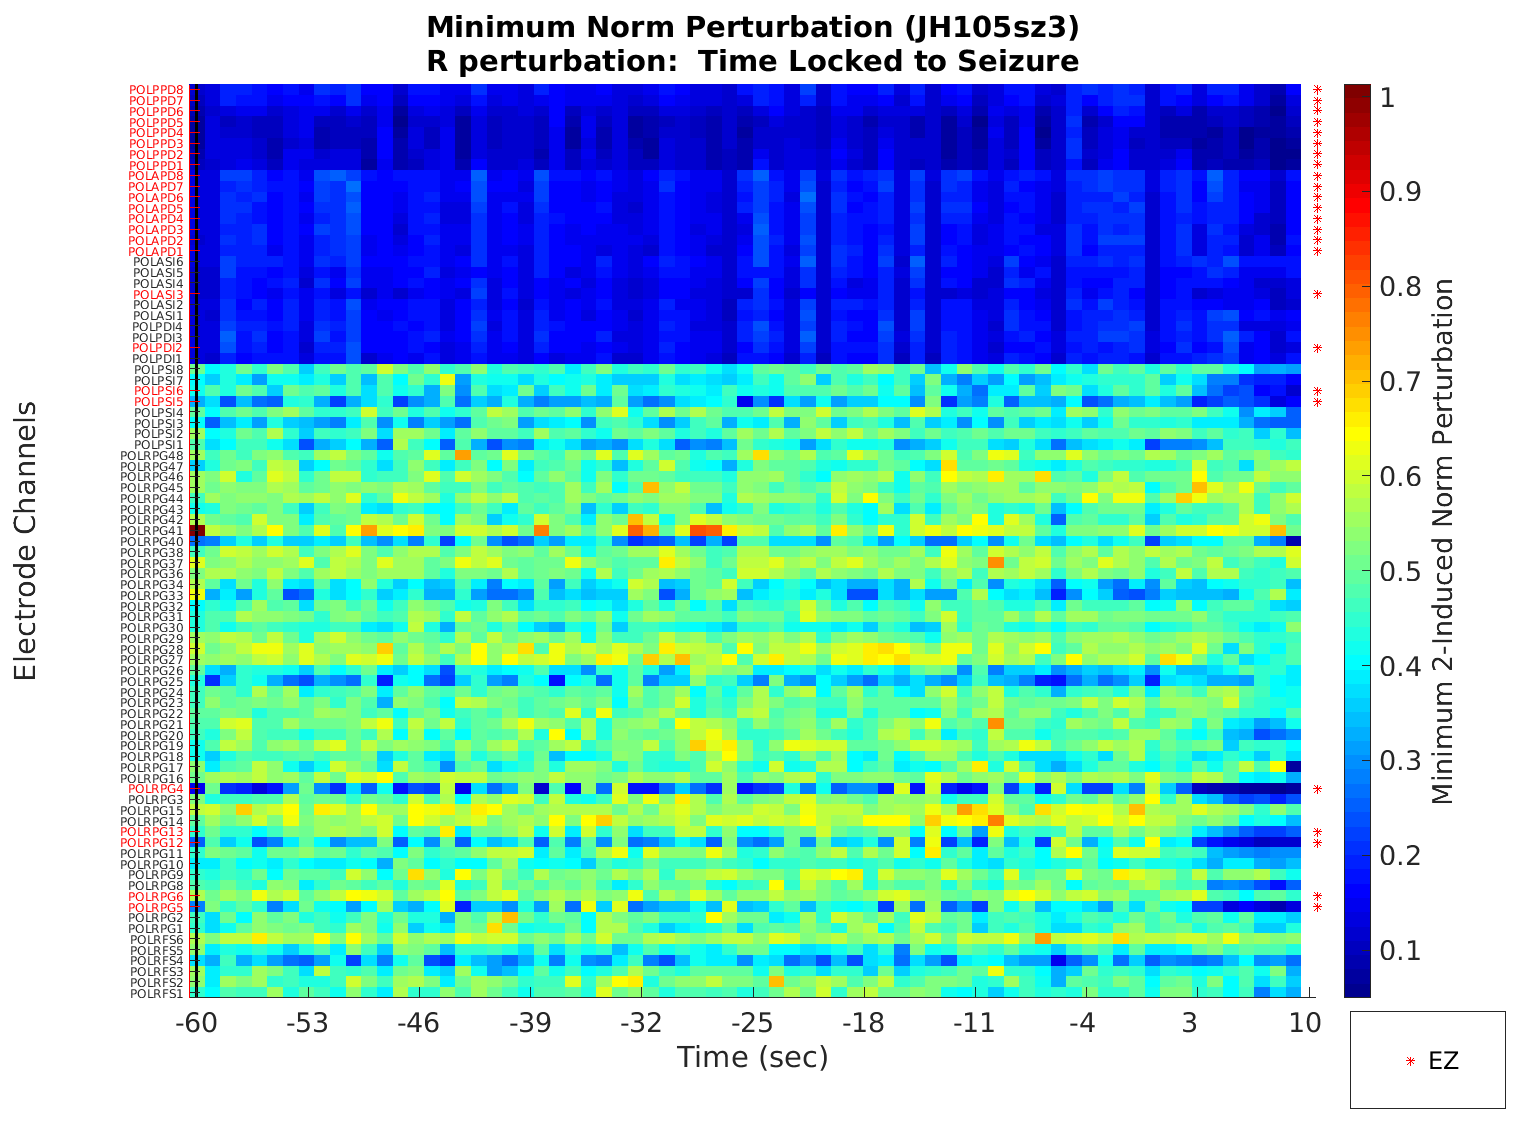 Minimum Norm Perturbation (JH105sz3)
R perturbation:  Time Locked to Seizure
Electrode Channels
POLPPD8
POLPPD7
POLPPD6
POLPPD5
POLPPD4
POLPPD3
POLPPD2
POLPPD1
POLAPD8
POLAPD7
POLAPD6
POLAPD5
POLAPD4
POLAPD3
POLAPD2
POLAPD1
POLASI6
POLASI5
POLASI4
POLASI3
POLASI2
POLASI1
POLPDI4
POLPDI3
POLPDI2
POLPDI1
POLPSI8
POLPSI7
POLPSI6
POLPSI5
POLPSI4
POLPSI3
POLPSI2
POLPSI1
POLRPG48
POLRPG47
POLRPG46
POLRPG45
POLRPG44
POLRPG43
POLRPG42
POLRPG41
POLRPG40
POLRPG38
POLRPG37
POLRPG36
POLRPG34
POLRPG33
POLRPG32
POLRPG31
POLRPG30
POLRPG29
POLRPG28
POLRPG27
POLRPG26
POLRPG25
POLRPG24
POLRPG23
POLRPG22
POLRPG21
POLRPG20
POLRPG19
POLRPG18
POLRPG17
POLRPG16
POLRPG4
POLRPG3
POLRPG15
POLRPG14
POLRPG13
POLRPG12
POLRPG11
POLRPG10
POLRPG9
POLRPG8
POLRPG6
POLRPG5
POLRPG2
POLRPG1
POLRFS6
POLRFS5
POLRFS4
POLRFS3
POLRFS2
POLRFS1
-60 -53 -46 -39 -32 -25 -18 -11 -4 3 10
Time (sec)
1
0.9
0.8
0.7
0.6
0.5
0.4
0.3
0.2
0.1
Minimum 2-Induced Norm Perturbation
EZ